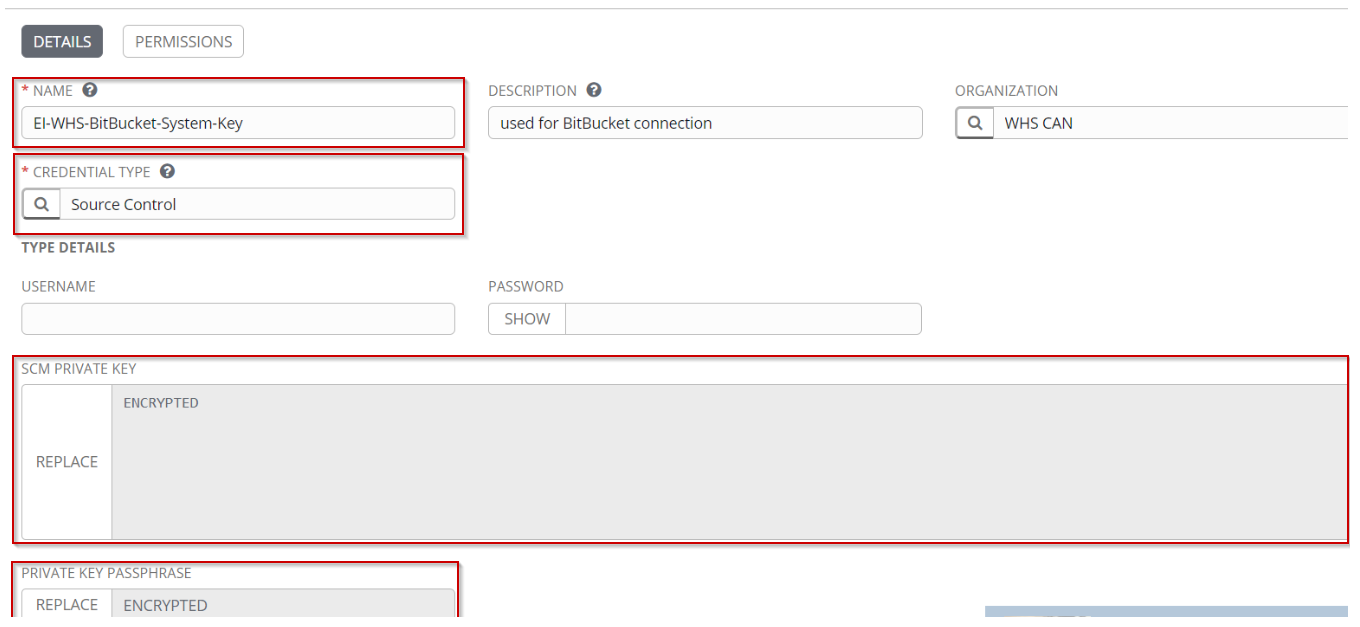 DETAILS PERMISSIONS
* NAME ? DESCRIPTION ? ORGANIZATION
EI-WHS-BitBucket-System-Key used for BitBucket connection WHS CAN
* CREDENTIAL TYPE ?
Source Control
TYPE DETAILS
USERNAME PASSWORD
SHOW
SCM PRIVATE KEY
ENCRYPTED
REPLACE
PRIVATE KEY PASSPHRASE
REPLACE ENCRYPTED